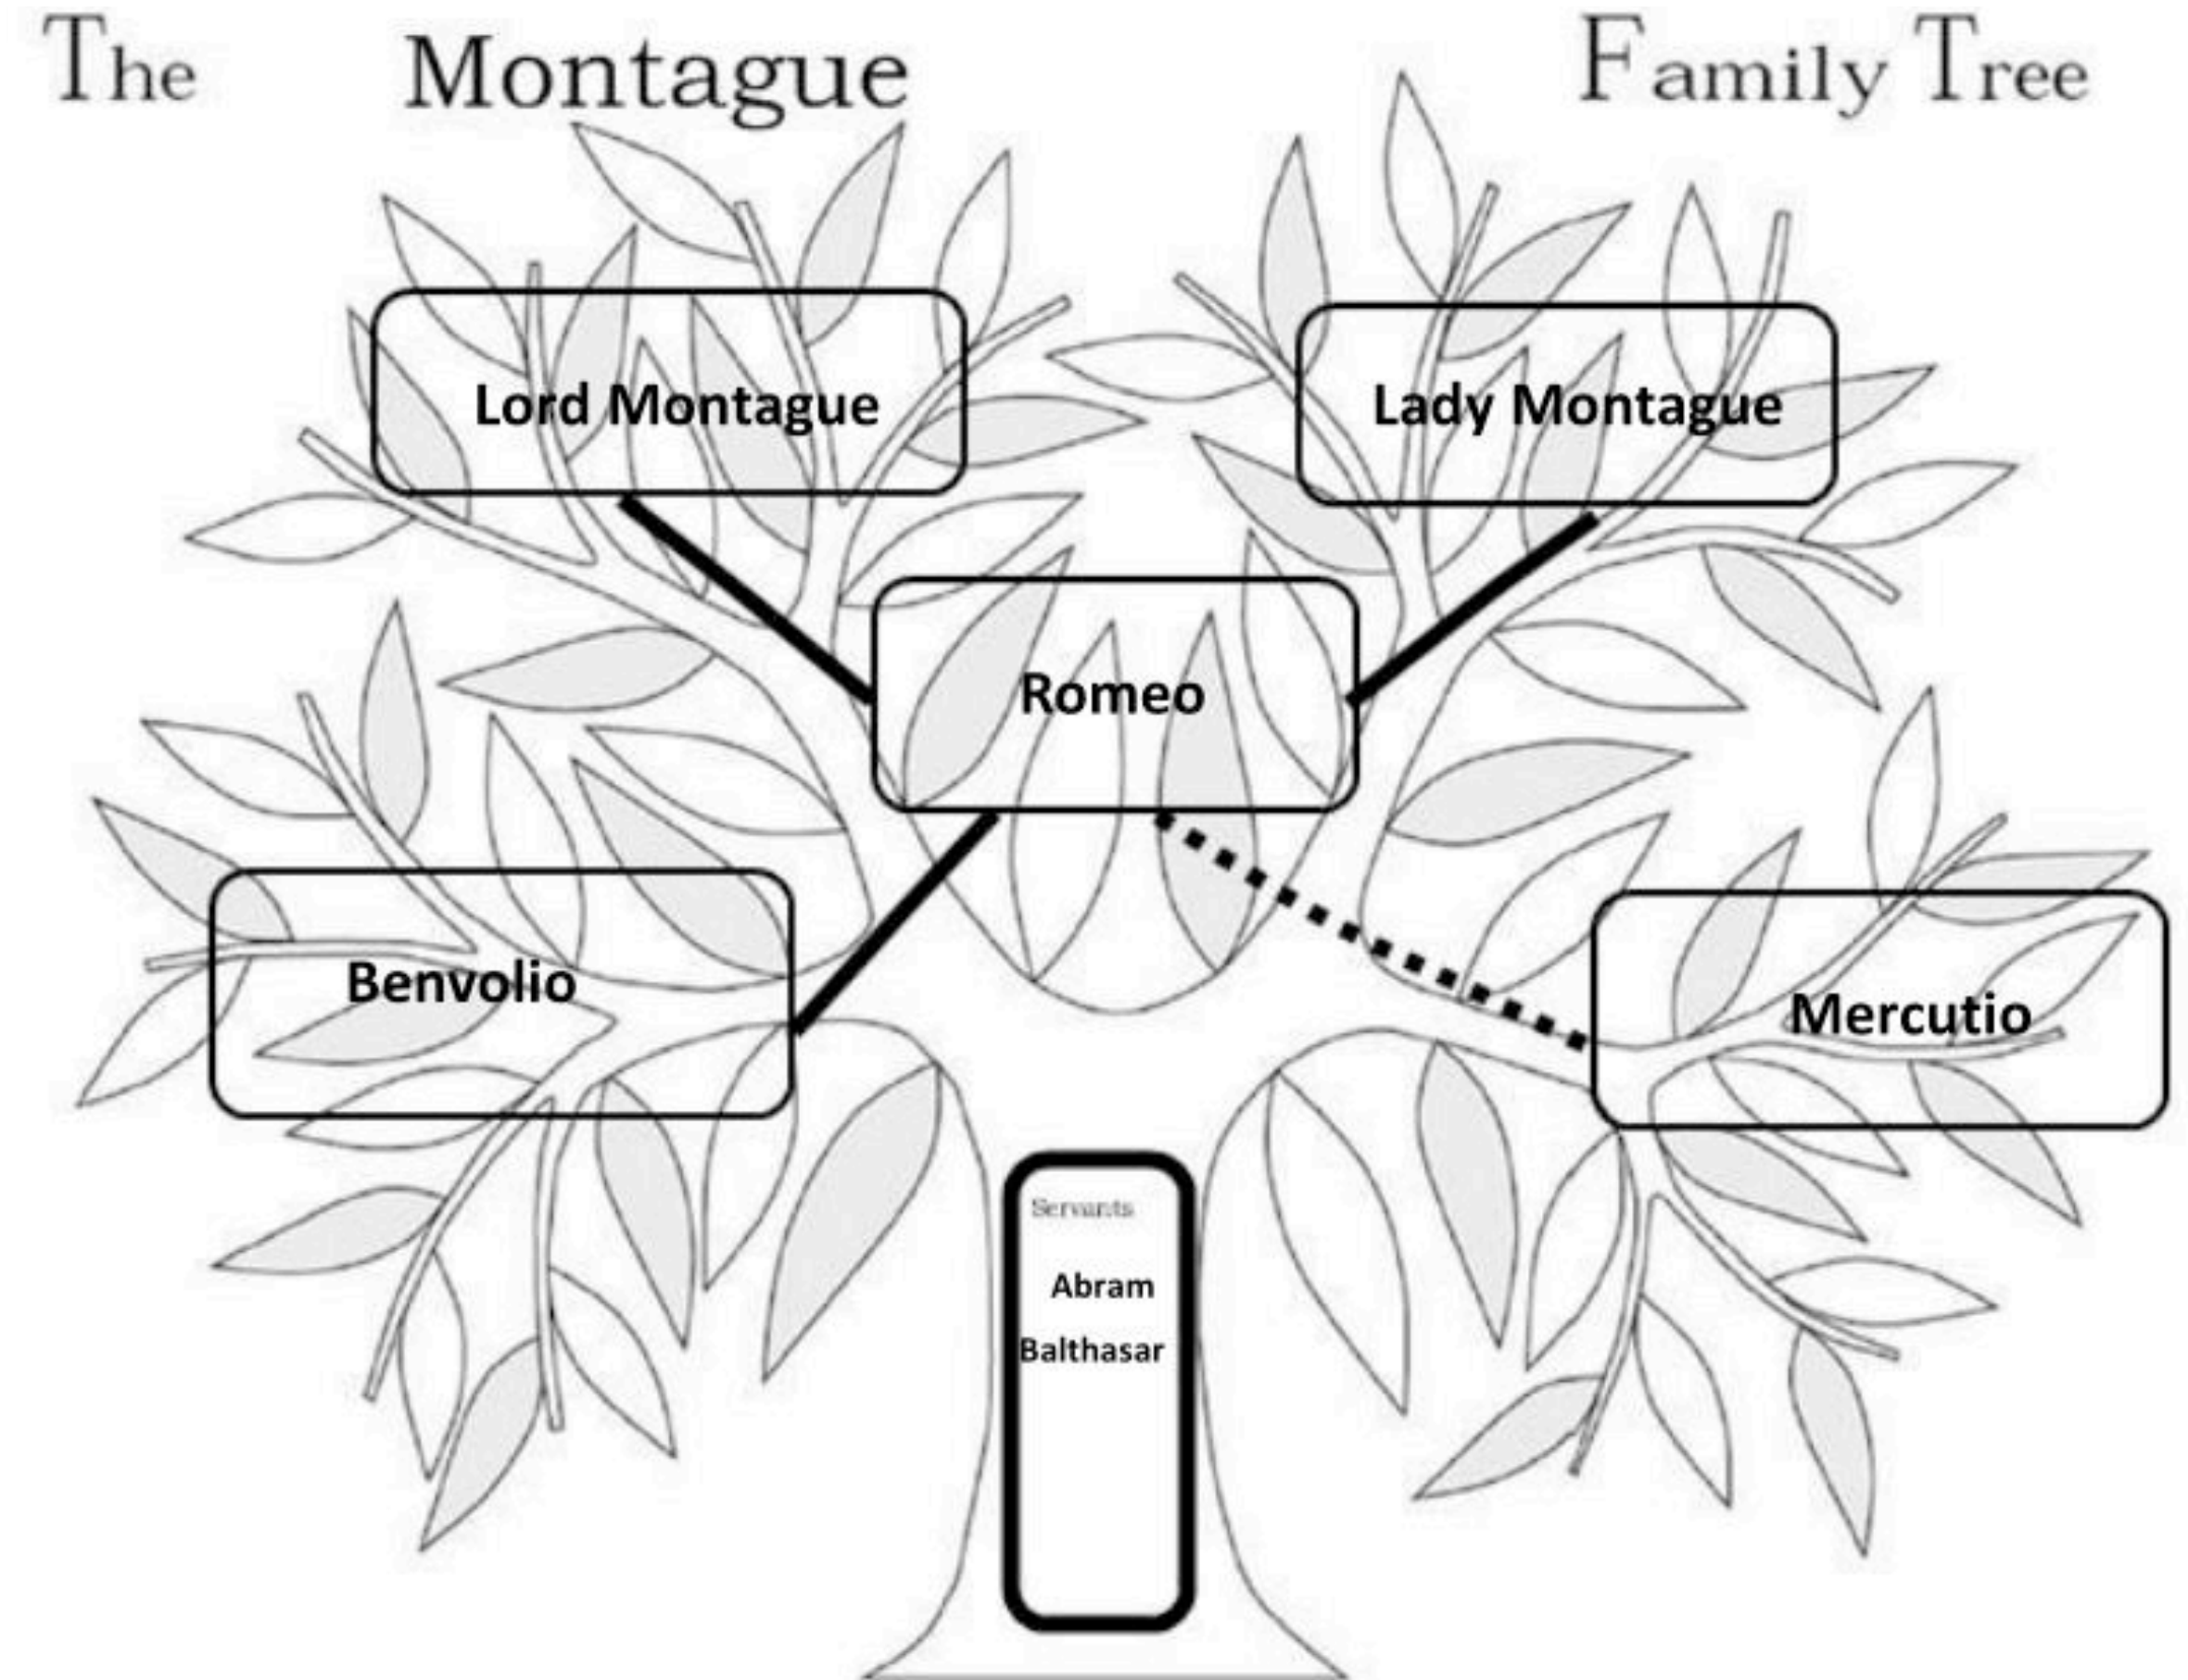 The Montague Family Tree
Lord Montague
Lady Montague
Romeo
Benvolio
Mercutio
Servants
Abram
Balthasar